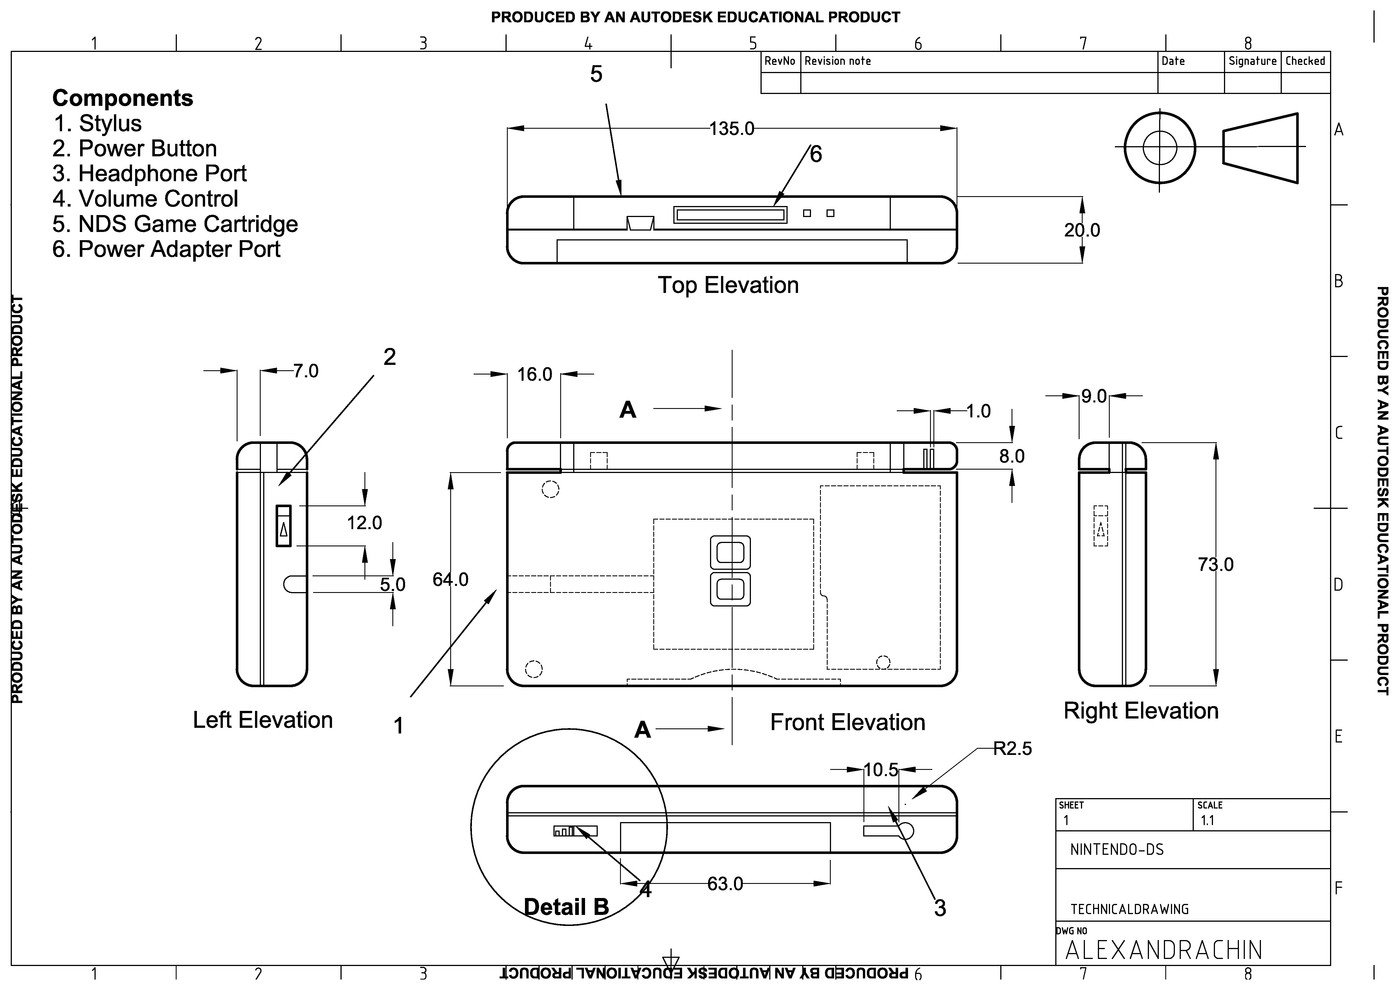 PRODUCED BY AN AUTODESK EDUCATIONAL PRODUCT
1 2 3 4 5 6 7 8
RevNo Revision note Date Signature Checked
Components
1. Stylus
2. Power Button
3. Headphone Port
4. Volume Control
5. NDS Game Cartridge
6. Power Adapter Port
5
135.0
6
20.0
Top Elevation
A
B
C
D
E
F
PRODUCED BY AN AUTODESK EDUCATIONAL PRODUCT
PRODUCED BY AN AUTODESK EDUCATIONAL PRODUCT
7.0
2
12.0
5.0
Left Elevation
16.0
A
1.0
8.0
64.0
1
A
Front Elevation
9.0
73.0
Right Elevation
10.5
R2.5
63.0
4
3
Detail B
SHEET
1
SCALE
1.1
NINTENDO-DS
TECHNICALDRAWING
DWG NO
ALEXANDRACHIN
1 2 3 6 7 8
PRODUCED BY AN AUTODESK EDUCATIONAL PRODUCT